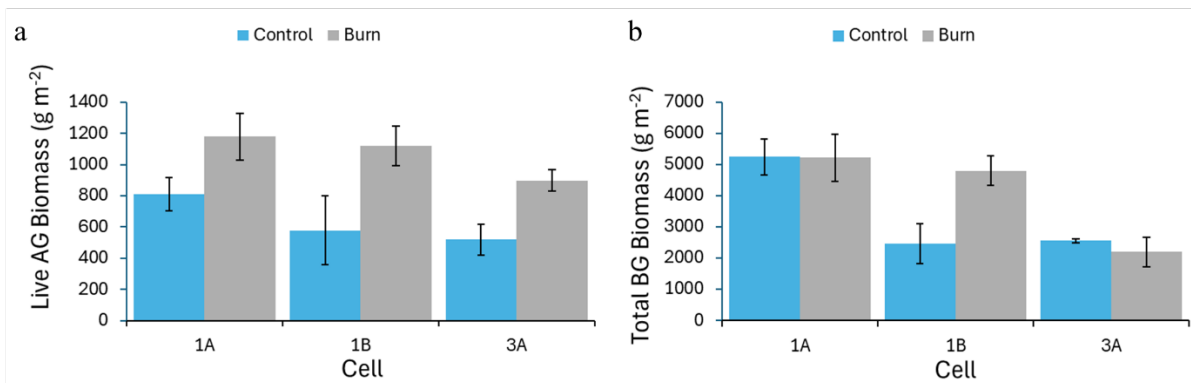 a
Control Burn
Live AG Biomass (g m⁻²)
1400
1200
1000
800
600
400
200
0
1A 1B 3A
Cell
b
Control Burn
Total BG Biomass (g m⁻²)
7000
6000
5000
4000
3000
2000
1000
0
1A 1B 3A
Cell